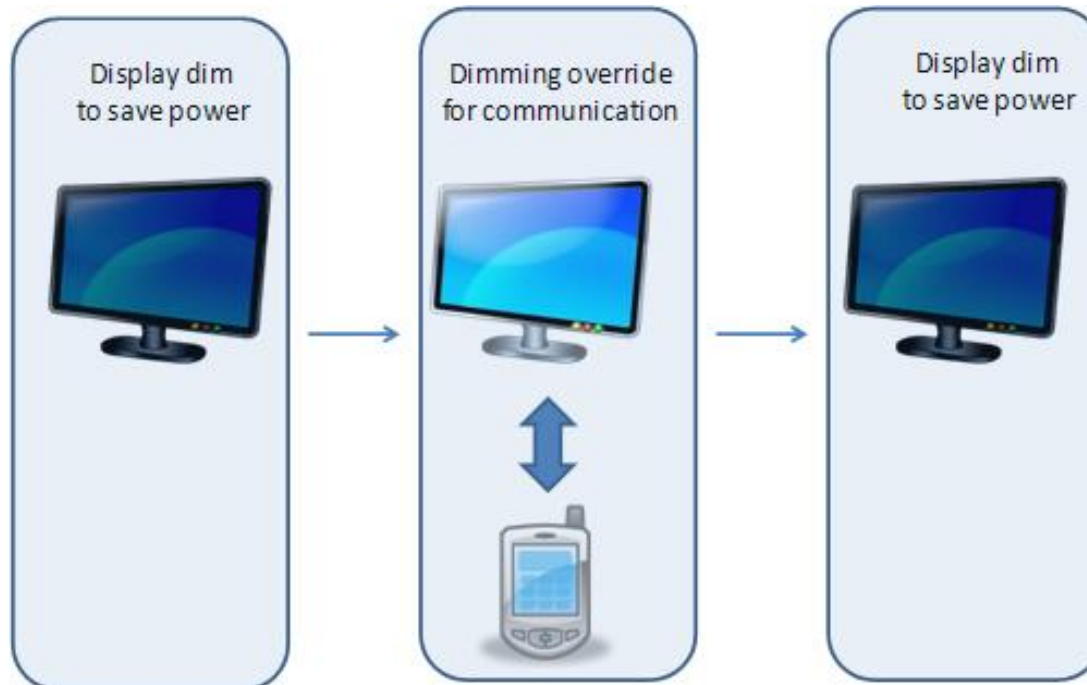 Display dim
to save power
Dimming override
for communication
Display dim
to save power